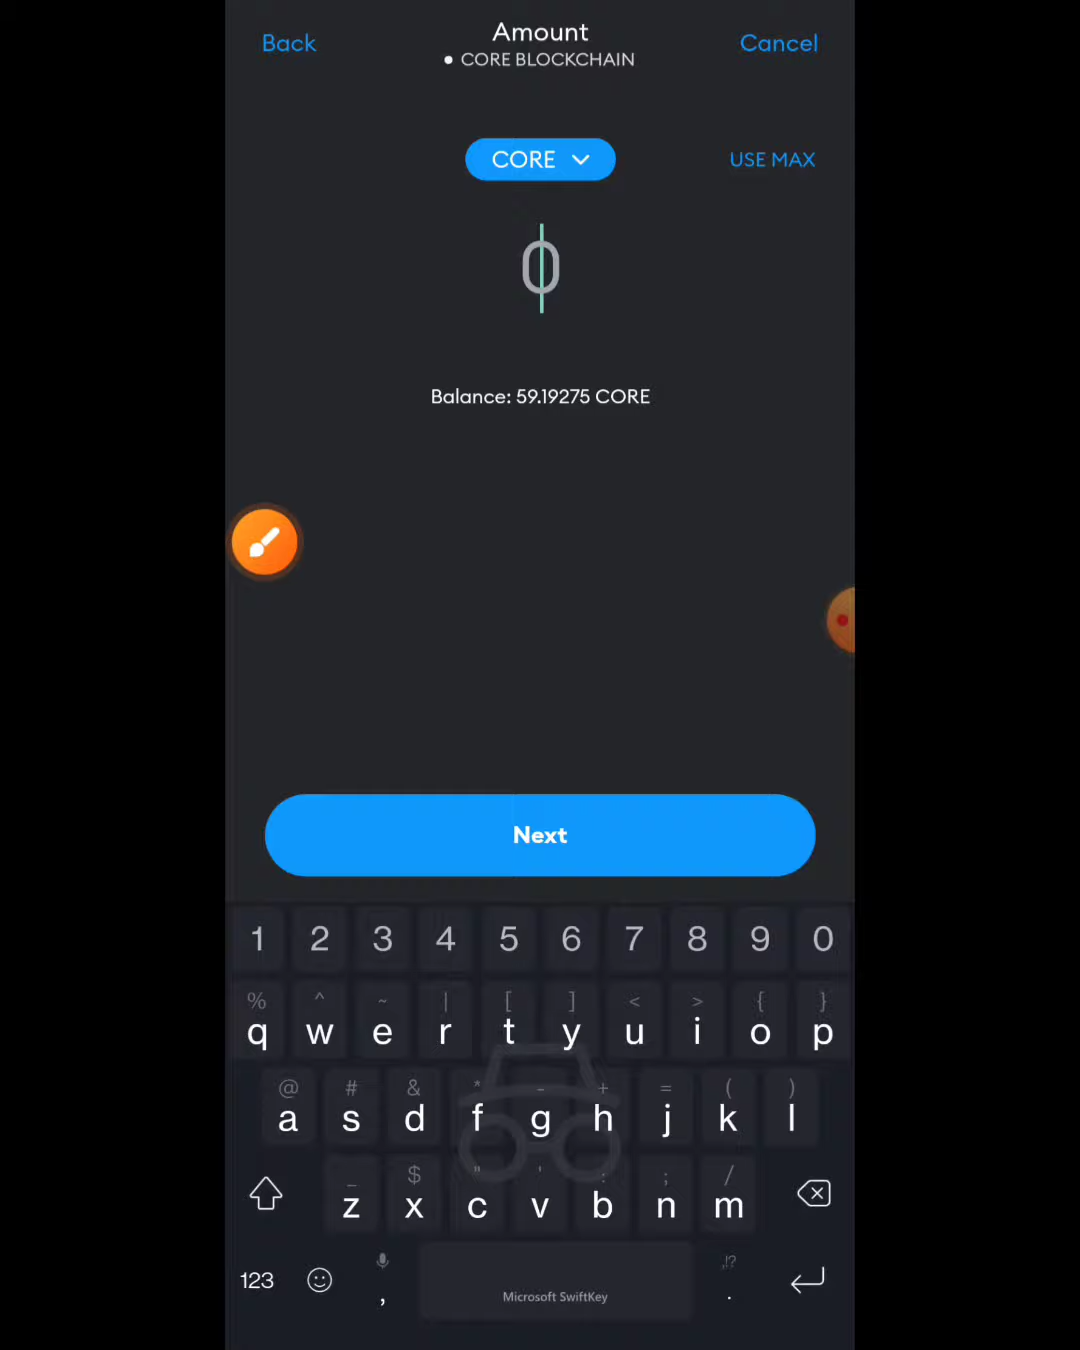 Back
Amount
Cancel
CORE BLOCKCHAIN
CORE
USE MAX
0
Balance: 59.19275 CORE
Next
1 2 3 4 5 6 7 8 9 0
% ^ ~ | [ ] < > { }
q w e r t y u i o p
@ # & * - + = ( )
a s d f g h j k l
_ $ " ' : ; /
z x c v b n m
,!?
123 , Microsoft SwiftKey .